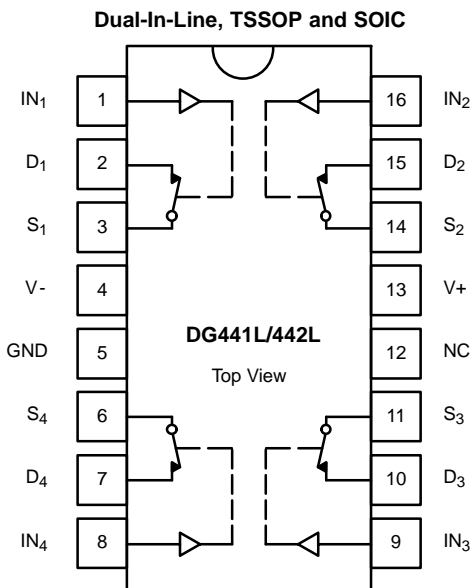 Dual-In-Line, TSSOP and SOIC
IN1 1 16 IN2
D1 2 15 D2
S1 3 14 S2
V- 4 13 V+
DG441L/442L
GND 5 12 NC
Top View
S4 6 11 S3
D4 7 10 D3
IN4 8 9 IN3